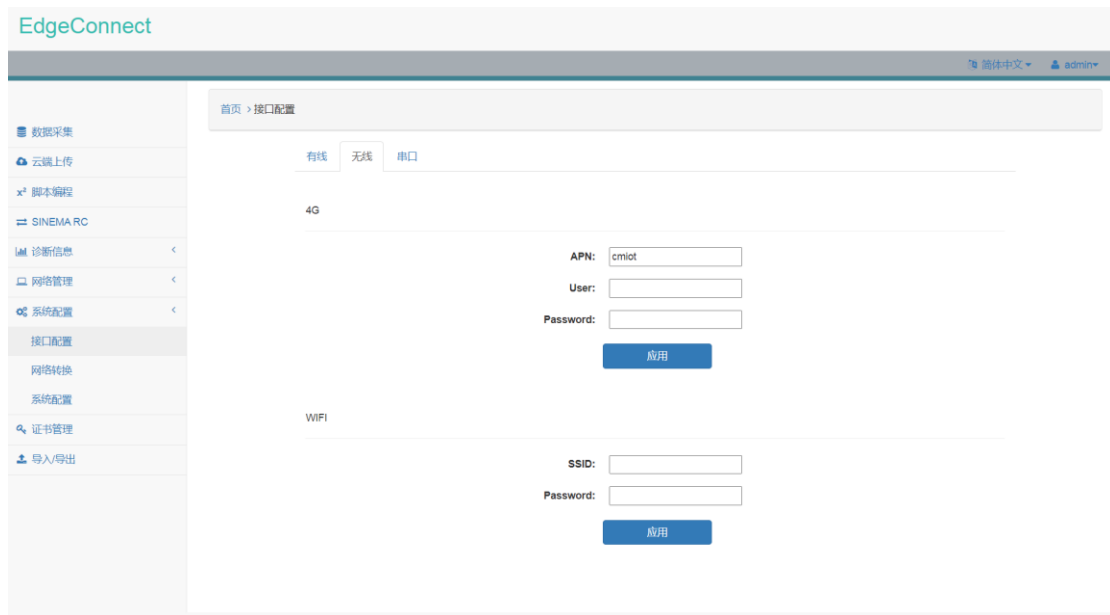 EdgeConnect
简体中文 admin
首页 > 接口配置
数据采集
云端上传
x² 脚本编程
SINEMA RC
诊断信息
网络管理
系统配置
接口配置
网络转换
系统配置
证书管理
导入/导出
有线 无线 串口
4G
APN: cmiot
User:
Password:
应用
WIFI
SSID:
Password:
应用